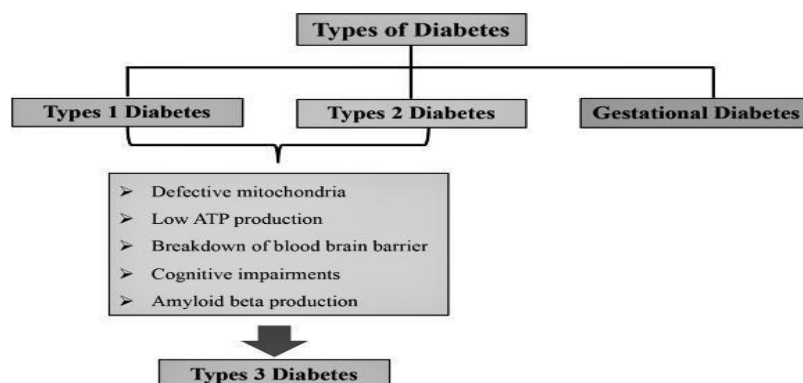 Types of Diabetes
Types 1 Diabetes
Types 2 Diabetes
Gestational Diabetes
➢ Defective mitochondria
➢ Low ATP production
➢ Breakdown of blood brain barrier
➢ Cognitive impairments
➢ Amyloid beta production
Types 3 Diabetes